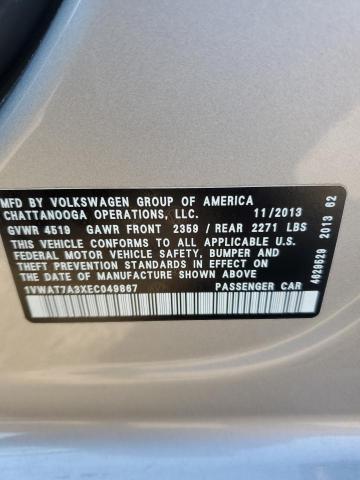 MFD BY VOLKSWAGEN GROUP OF AMERICA
CHATTANOOGA OPERATIONS, LLC. 11/2013
GVWR 4519 GAWR FRONT 2359 / REAR 2271 LBS
THIS VEHICLE CONFORMS TO ALL APPLICABLE U.S.
FEDERAL MOTOR VEHICLE SAFETY, BUMPER AND
THEFT PREVENTION STANDARDS IN EFFECT ON THE
DATE OF MANUFACTURE SHOWN ABOVE.
1VWAT7A3XEC049867 PASSENGER CAR
4629529 2013 62